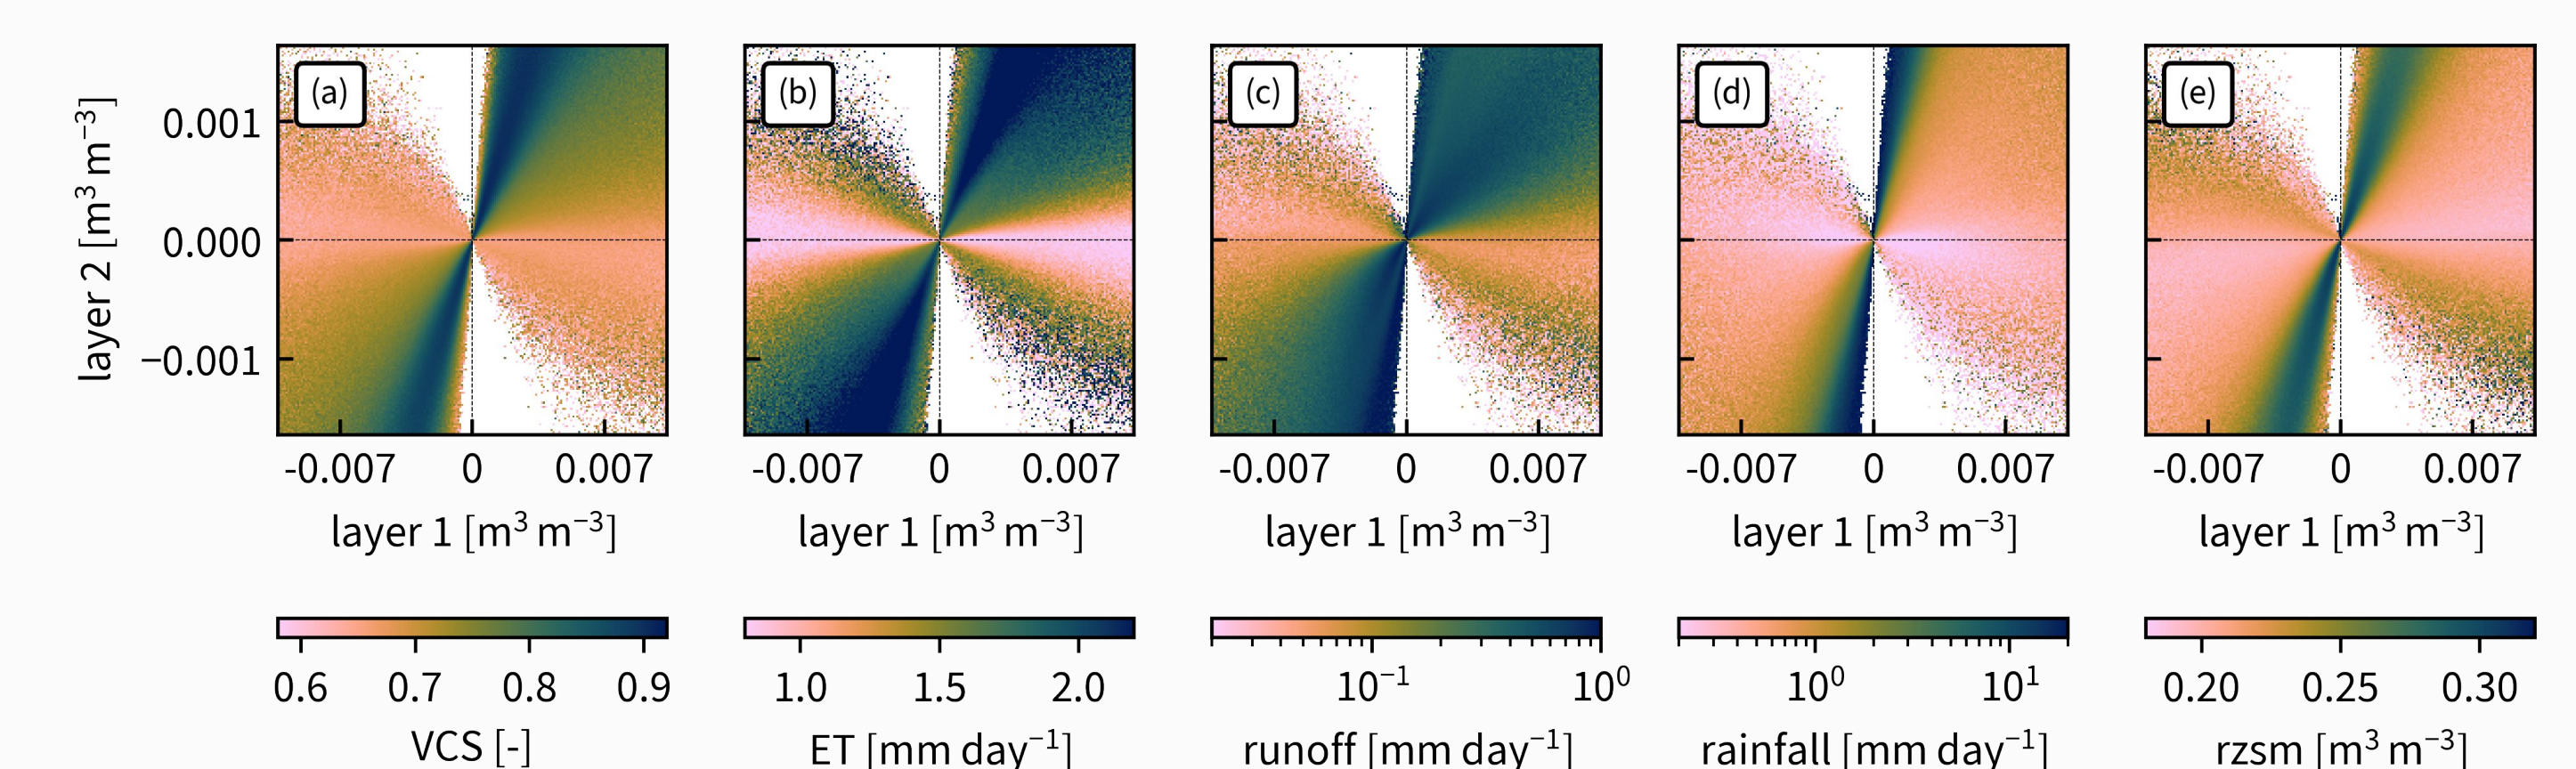 (a) (b) (c) (d) (e)
layer 2 [m³ m⁻³]
0.001
0.000
−0.001
-0.007 0 0.007 -0.007 0 0.007 -0.007 0 0.007 -0.007 0 0.007 -0.007 0 0.007
layer 1 [m³ m⁻³] layer 1 [m³ m⁻³] layer 1 [m³ m⁻³] layer 1 [m³ m⁻³] layer 1 [m³ m⁻³]
0.6 0.7 0.8 0.9 1.0 1.5 2.0 10⁻¹ 10⁰ 10⁰ 10¹ 0.20 0.25 0.30
VCS [-] ET [mm day⁻¹] runoff [mm day⁻¹] rainfall [mm day⁻¹] rzsm [m³ m⁻³]